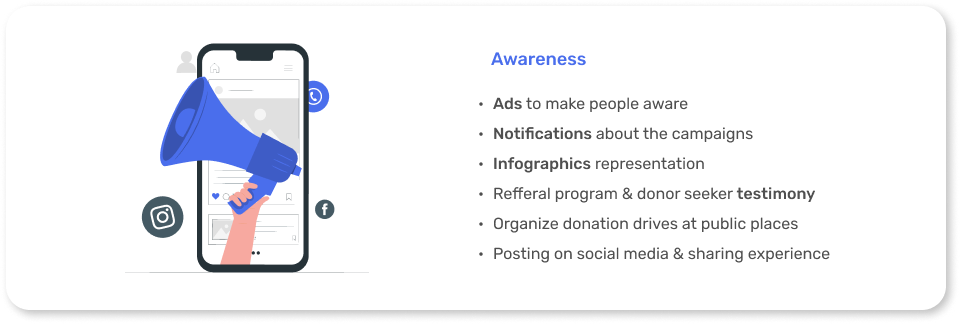 Awareness
• Ads to make people aware
• Notifications about the campaigns
• Infographics representation
• Refferal program & donor seeker testimony
• Organize donation drives at public places
• Posting on social media & sharing experience